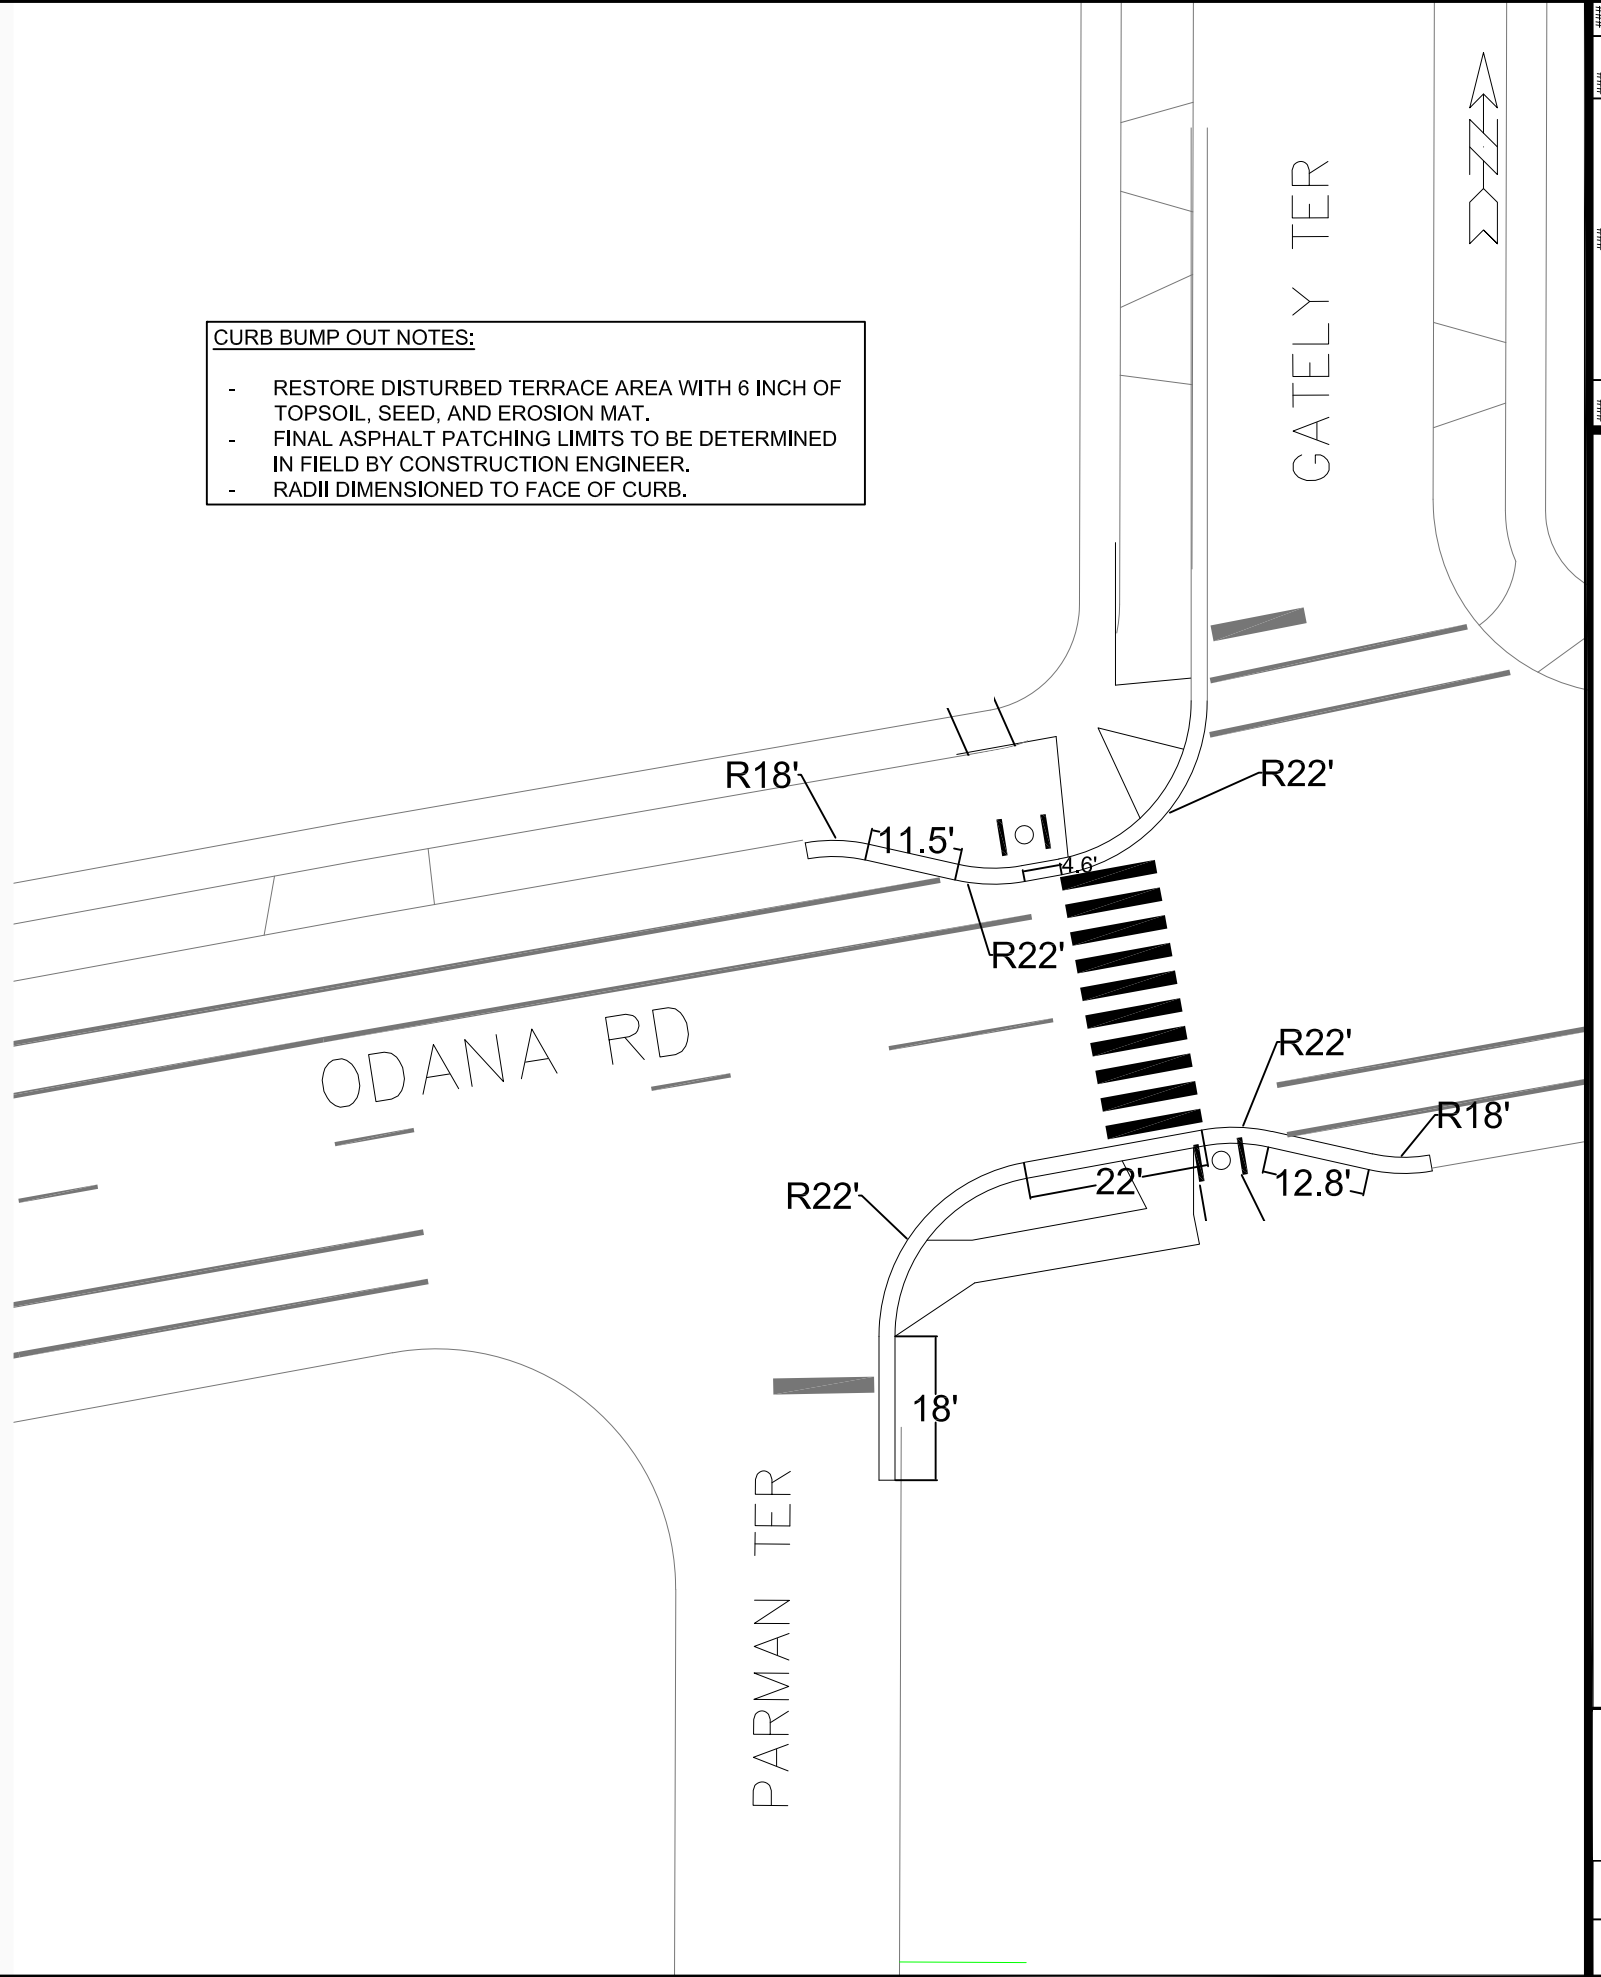 GATELY TER
CURB BUMP OUT NOTES:
- RESTORE DISTURBED TERRACE AREA WITH 6 INCH OF
TOPSOIL, SEED, AND EROSION MAT.
- FINAL ASPHALT PATCHING LIMITS TO BE DETERMINED
IN FIELD BY CONSTRUCTION ENGINEER.
- RADII DIMENSIONED TO FACE OF CURB.
R18'
R22'
11.5'
4.6'
R22'
ODANA RD
R22'
R18'
22'
12.8'
R22'
18'
PARMAN TER